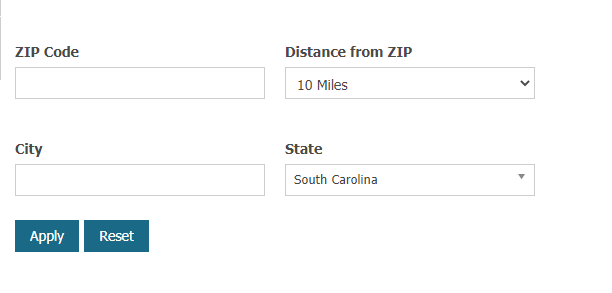 ZIP Code
Distance from ZIP
10 Miles
City
State
South Carolina
Apply
Reset